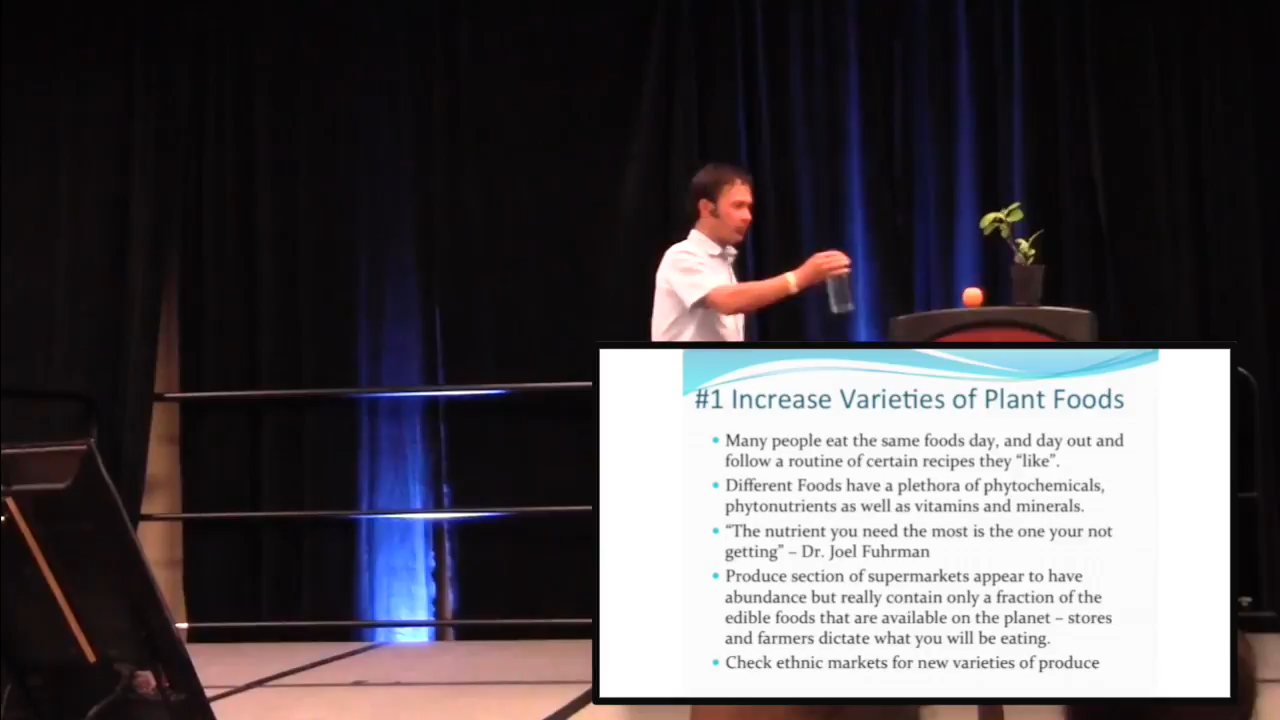 #1 Increase Varieties of Plant Foods
• Many people eat the same foods day, and day out and
follow a routine of certain recipes they “like”.
• Different Foods have a plethora of phytochemicals,
phytonutrients as well as vitamins and minerals.
• “The nutrient you need the most is the one your not
getting” – Dr. Joel Fuhrman
• Produce section of supermarkets appear to have
abundance but really contain only a fraction of the
edible foods that are available on the planet – stores
and farmers dictate what you will be eating.
• Check ethnic markets for new varieties of produce